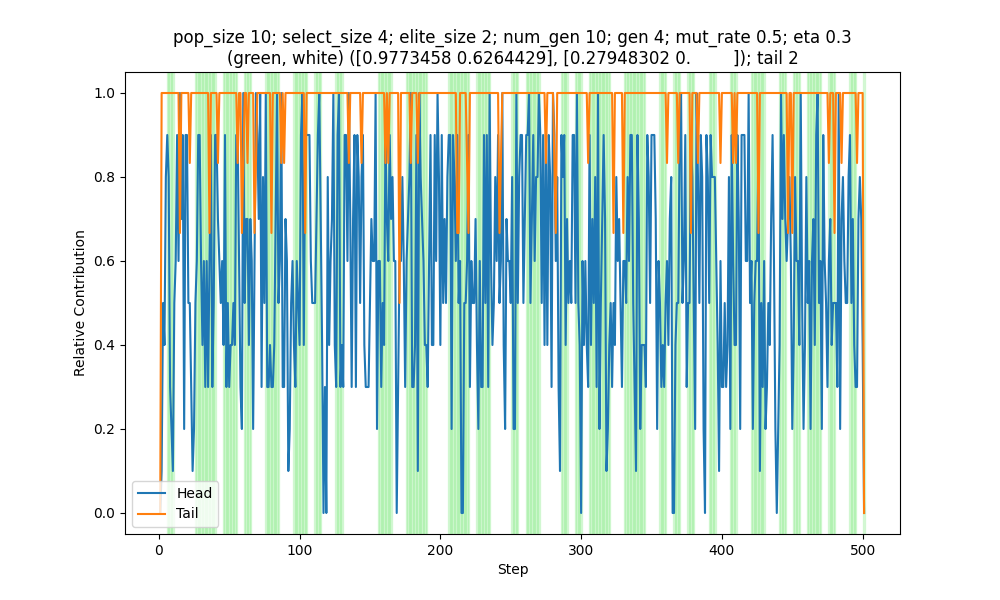 pop_size 10; select_size 4; elite_size 2; num_gen 10; gen 4; mut_rate 0.5; eta 0.3
(green, white) ([0.9773458 0.6264429], [0.27948302 0.        ]); tail 2
1.0
0.8
0.6
0.4
0.2
0.0
Relative Contribution
Head
Tail
0
100
200
300
400
500
Step